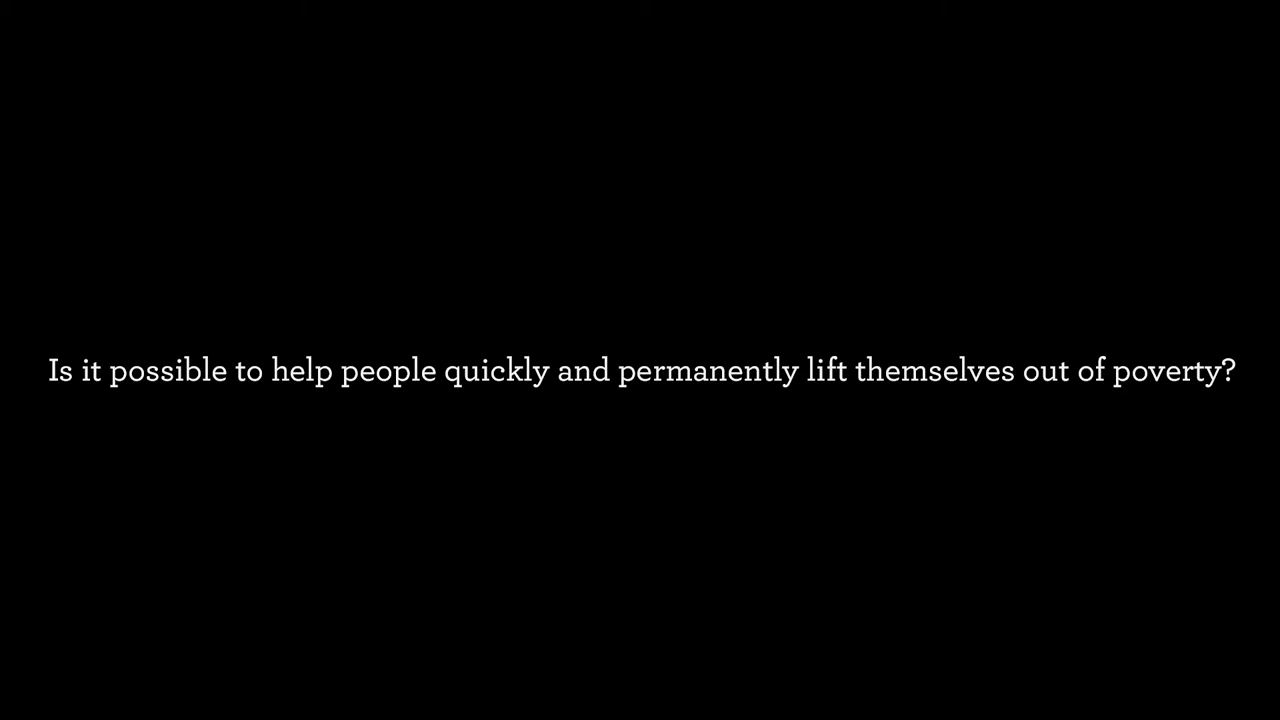 Is it possible to help people quickly and permanently lift themselves out of poverty?